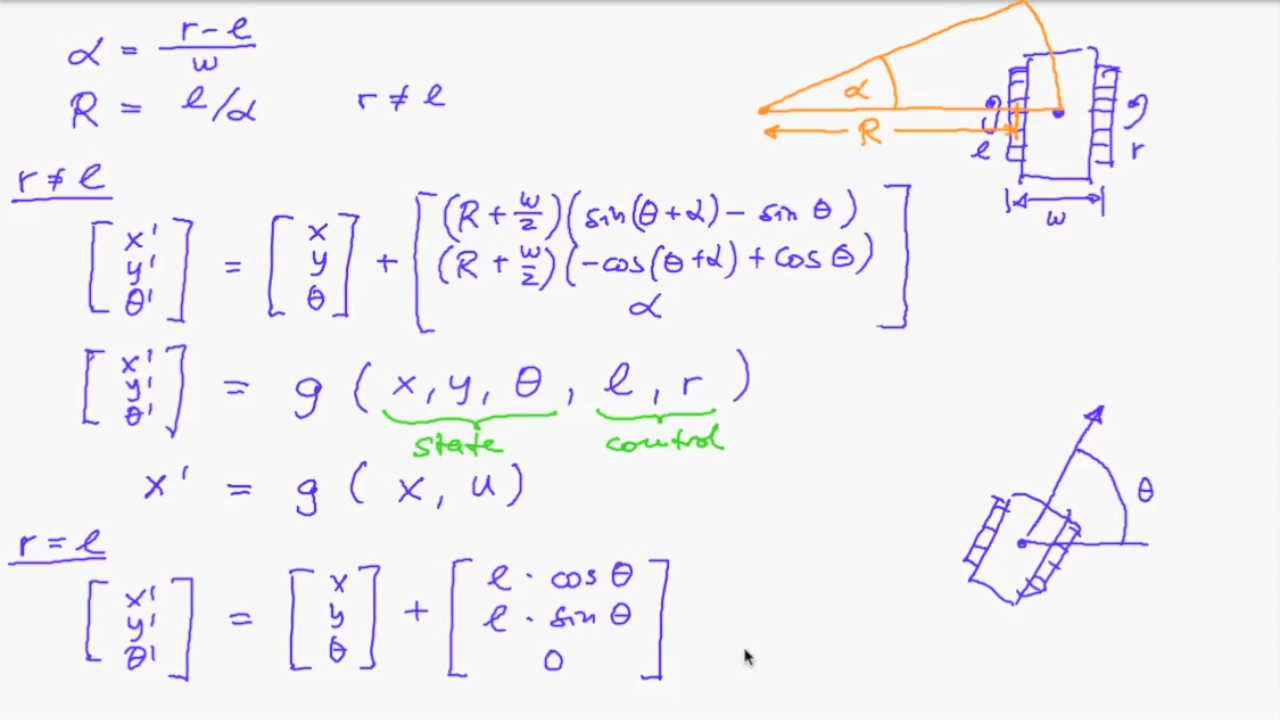 α = (r-l)/w
R = l/α   r ≠ l
α
R
l
r
w
r ≠ l
[x' y' θ'] = [x y θ] + [(R + w/2)(sin(θ+α) - sin θ)  (R + w/2)(-cos(θ+α) + cos θ)  α]
[x' y' θ'] = g(x, y, θ, l, r)
state control
x' = g(x, u)
θ
r = l
[x' y' θ'] = [x y θ] + [l · cos θ  l · sin θ  0]